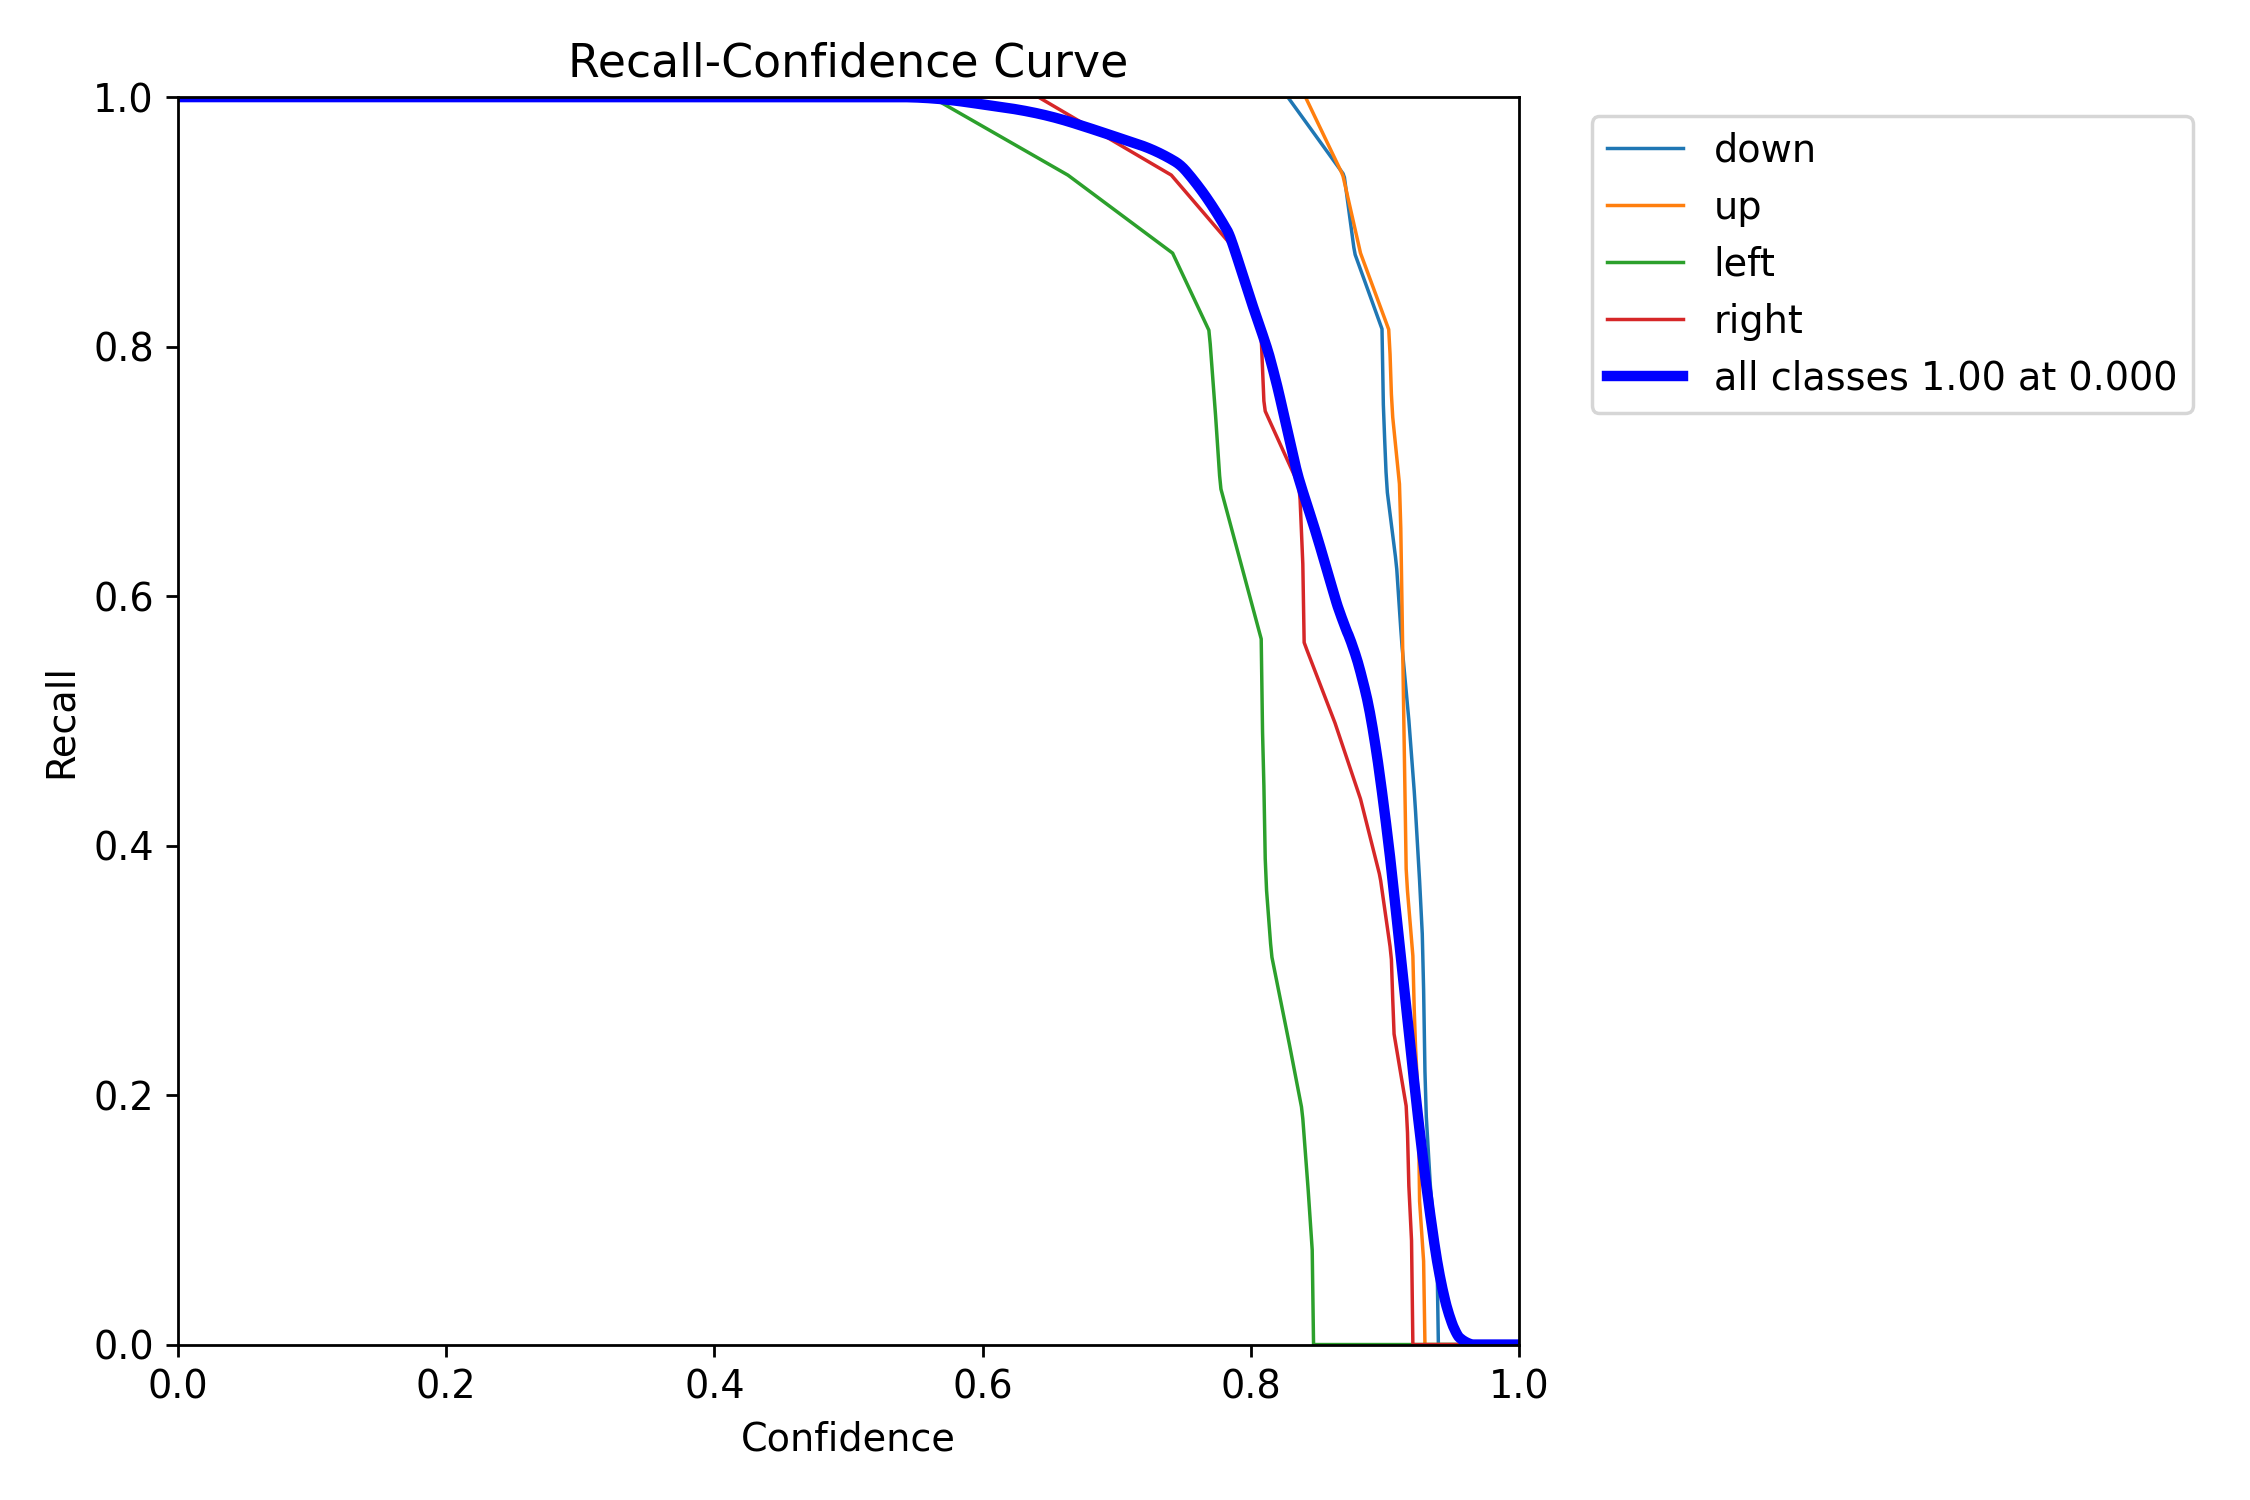 Recall-Confidence Curve
1.0
0.8
0.6
0.4
0.2
0.0
Recall
0.0 0.2 0.4 0.6 0.8 1.0
Confidence
down
up
left
right
all classes 1.00 at 0.000